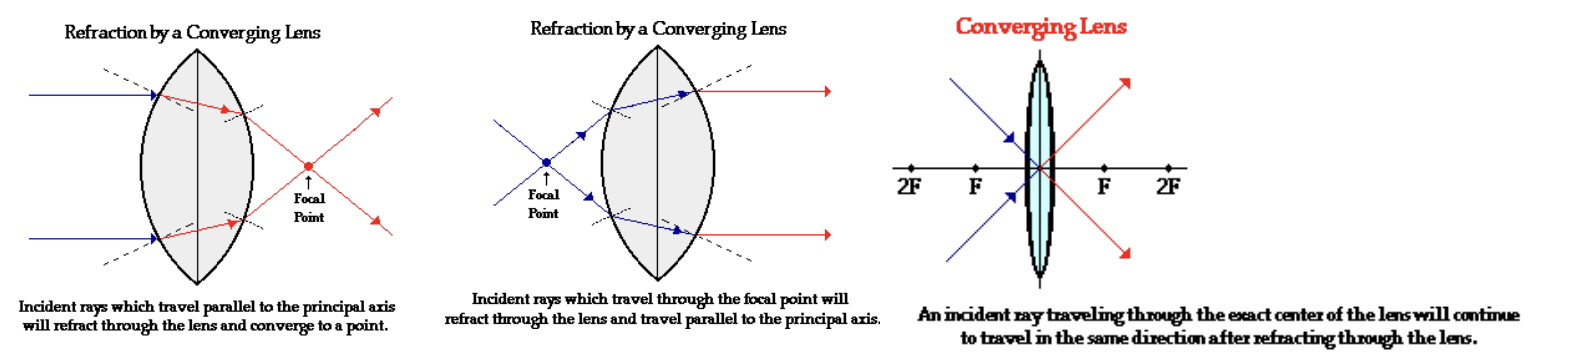 Refraction by a Converging Lens
Focal
Point
Incident rays which travel parallel to the principal axis
will refract through the lens and converge to a point.
Refraction by a Converging Lens
Focal
Point
Incident rays which travel through the focal point will
refract through the lens and travel parallel to the principal axis.
Converging Lens
2F F F 2F
An incident ray traveling through the exact center of the lens will continue
to travel in the same direction after refracting through the lens.